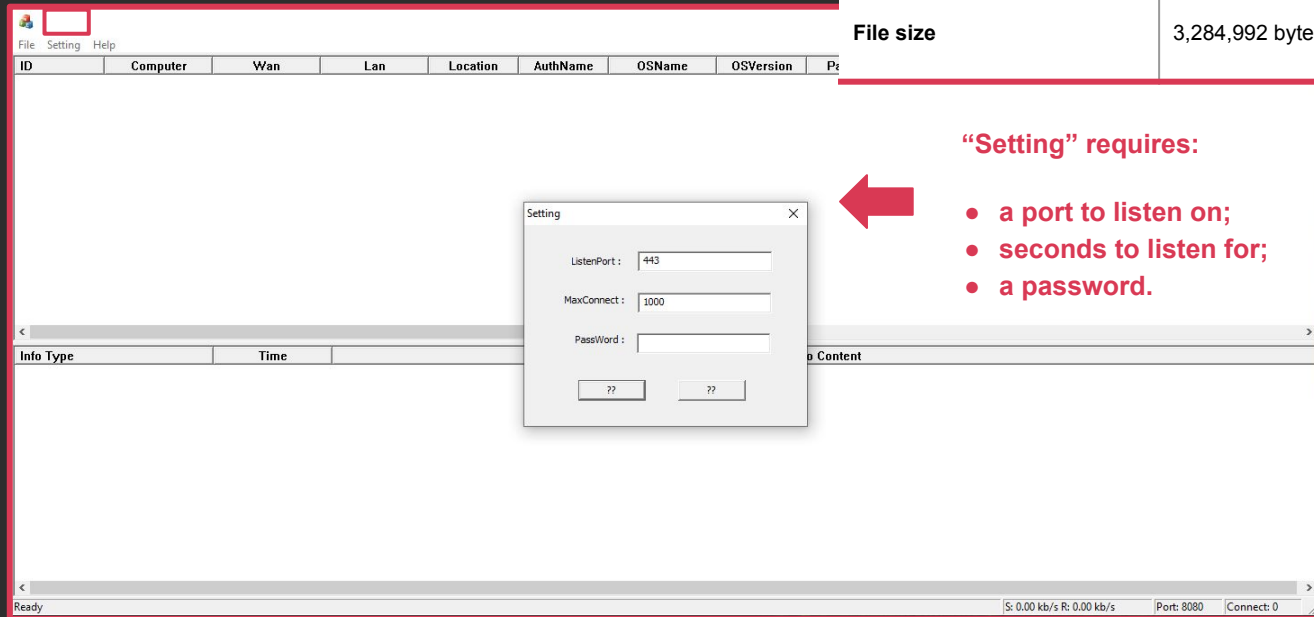 File size 3,284,992 byte
File Setting Help
ID Computer Wan Lan Location AuthName OSName OSVersion
“Setting” requires:
● a port to listen on;
● seconds to listen for;
● a password.
Setting
ListenPort : 443
MaxConnect : 1000
PassWord :
?? ??
Info Type Time Content
Ready S: 0.00 kb/s R: 0.00 kb/s Port: 8080 Connect: 0